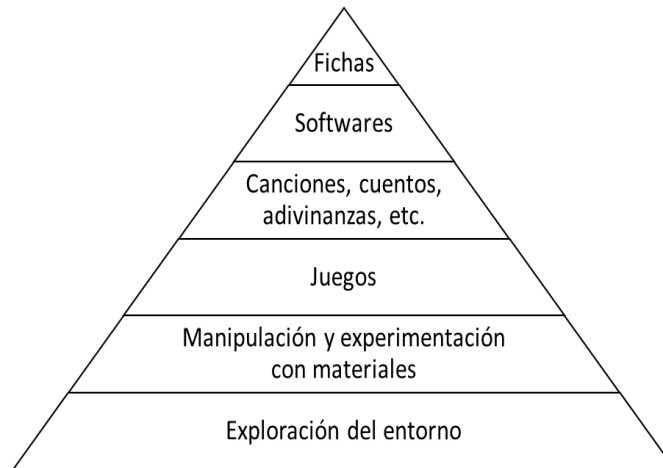 Fichas
Softwares
Canciones, cuentos,
adivinanzas, etc.
Juegos
Manipulación y experimentación
con materiales
Exploración del entorno